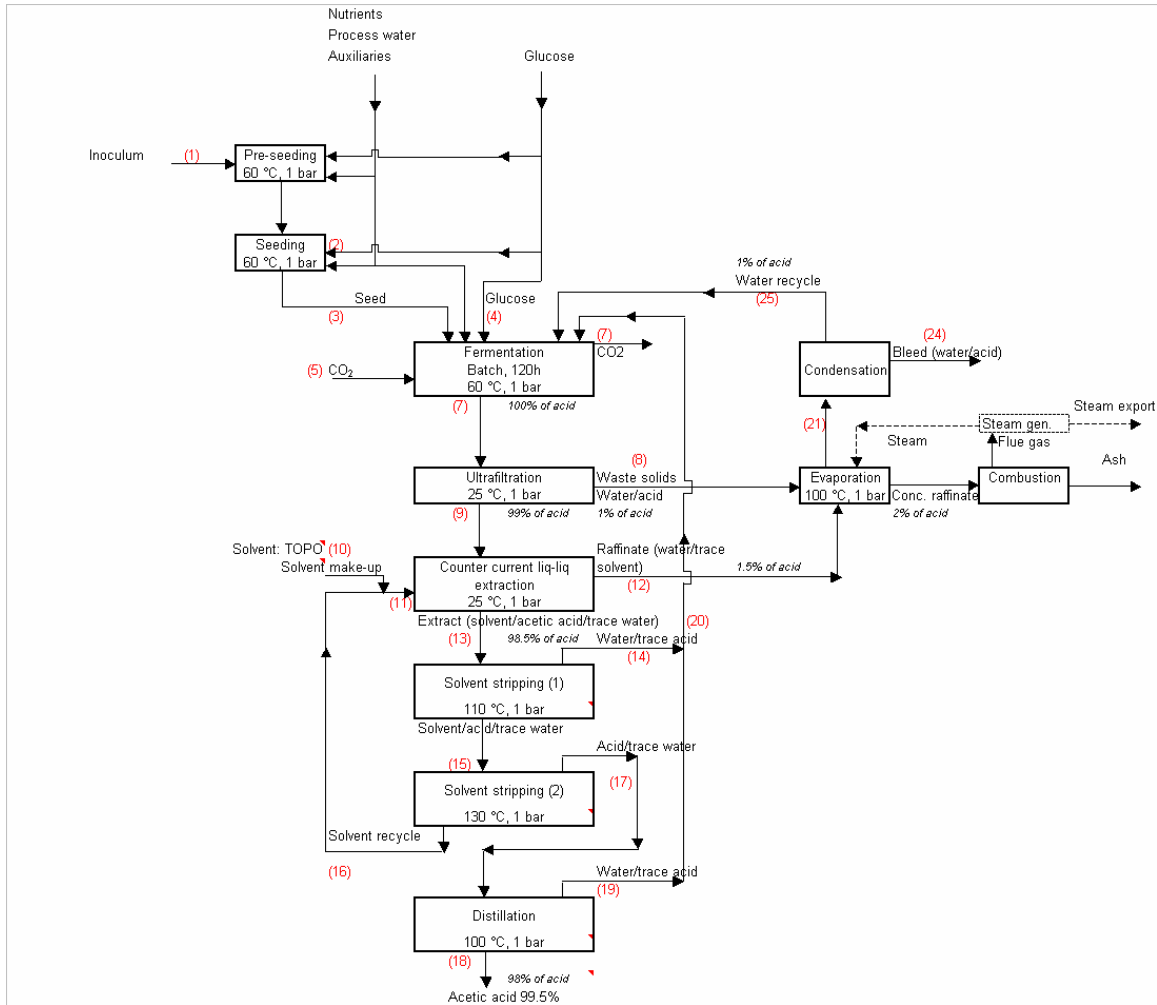 Nutrients
Process water
Auxiliaries
Glucose
Inoculum
(1)
Pre-seeding
60 °C, 1 bar
Seeding
60 °C, 1 bar
(2)
Seed
(3)
Glucose
(4)
1% of acid
Water recycle
(25)
(5) CO₂
Fermentation
Batch, 120h
60 °C, 1 bar
(7)
CO2
(7)
100% of acid
Condensation
(24)
Bleed (water/acid)
(21)
Steam
Steam gen.
Flue gas
Steam export
Ultrafiltration
25 °C, 1 bar
(8)
Waste solids
Water/acid
1% of acid
(9)
99% of acid
Evaporation
100 °C, 1 bar
Conc. raffinate
2% of acid
Combustion
Ash
Solvent: TOPO (10)
Solvent make-up
(11)
Counter current liq-liq
extraction
25 °C, 1 bar
Raffinate (water/trace
solvent)
(12)
1.5% of acid
Extract (solvent/acetic acid/trace water)
(13)
98.5% of acid
Water/trace acid
(14)
(20)
Solvent stripping (1)
110 °C, 1 bar
Solvent/acid/trace water
(15)
Acid/trace water
(17)
Solvent stripping (2)
130 °C, 1 bar
Solvent recycle
(16)
Water/trace acid
(19)
Distillation
100 °C, 1 bar
(18)
98% of acid
Acetic acid 99.5%